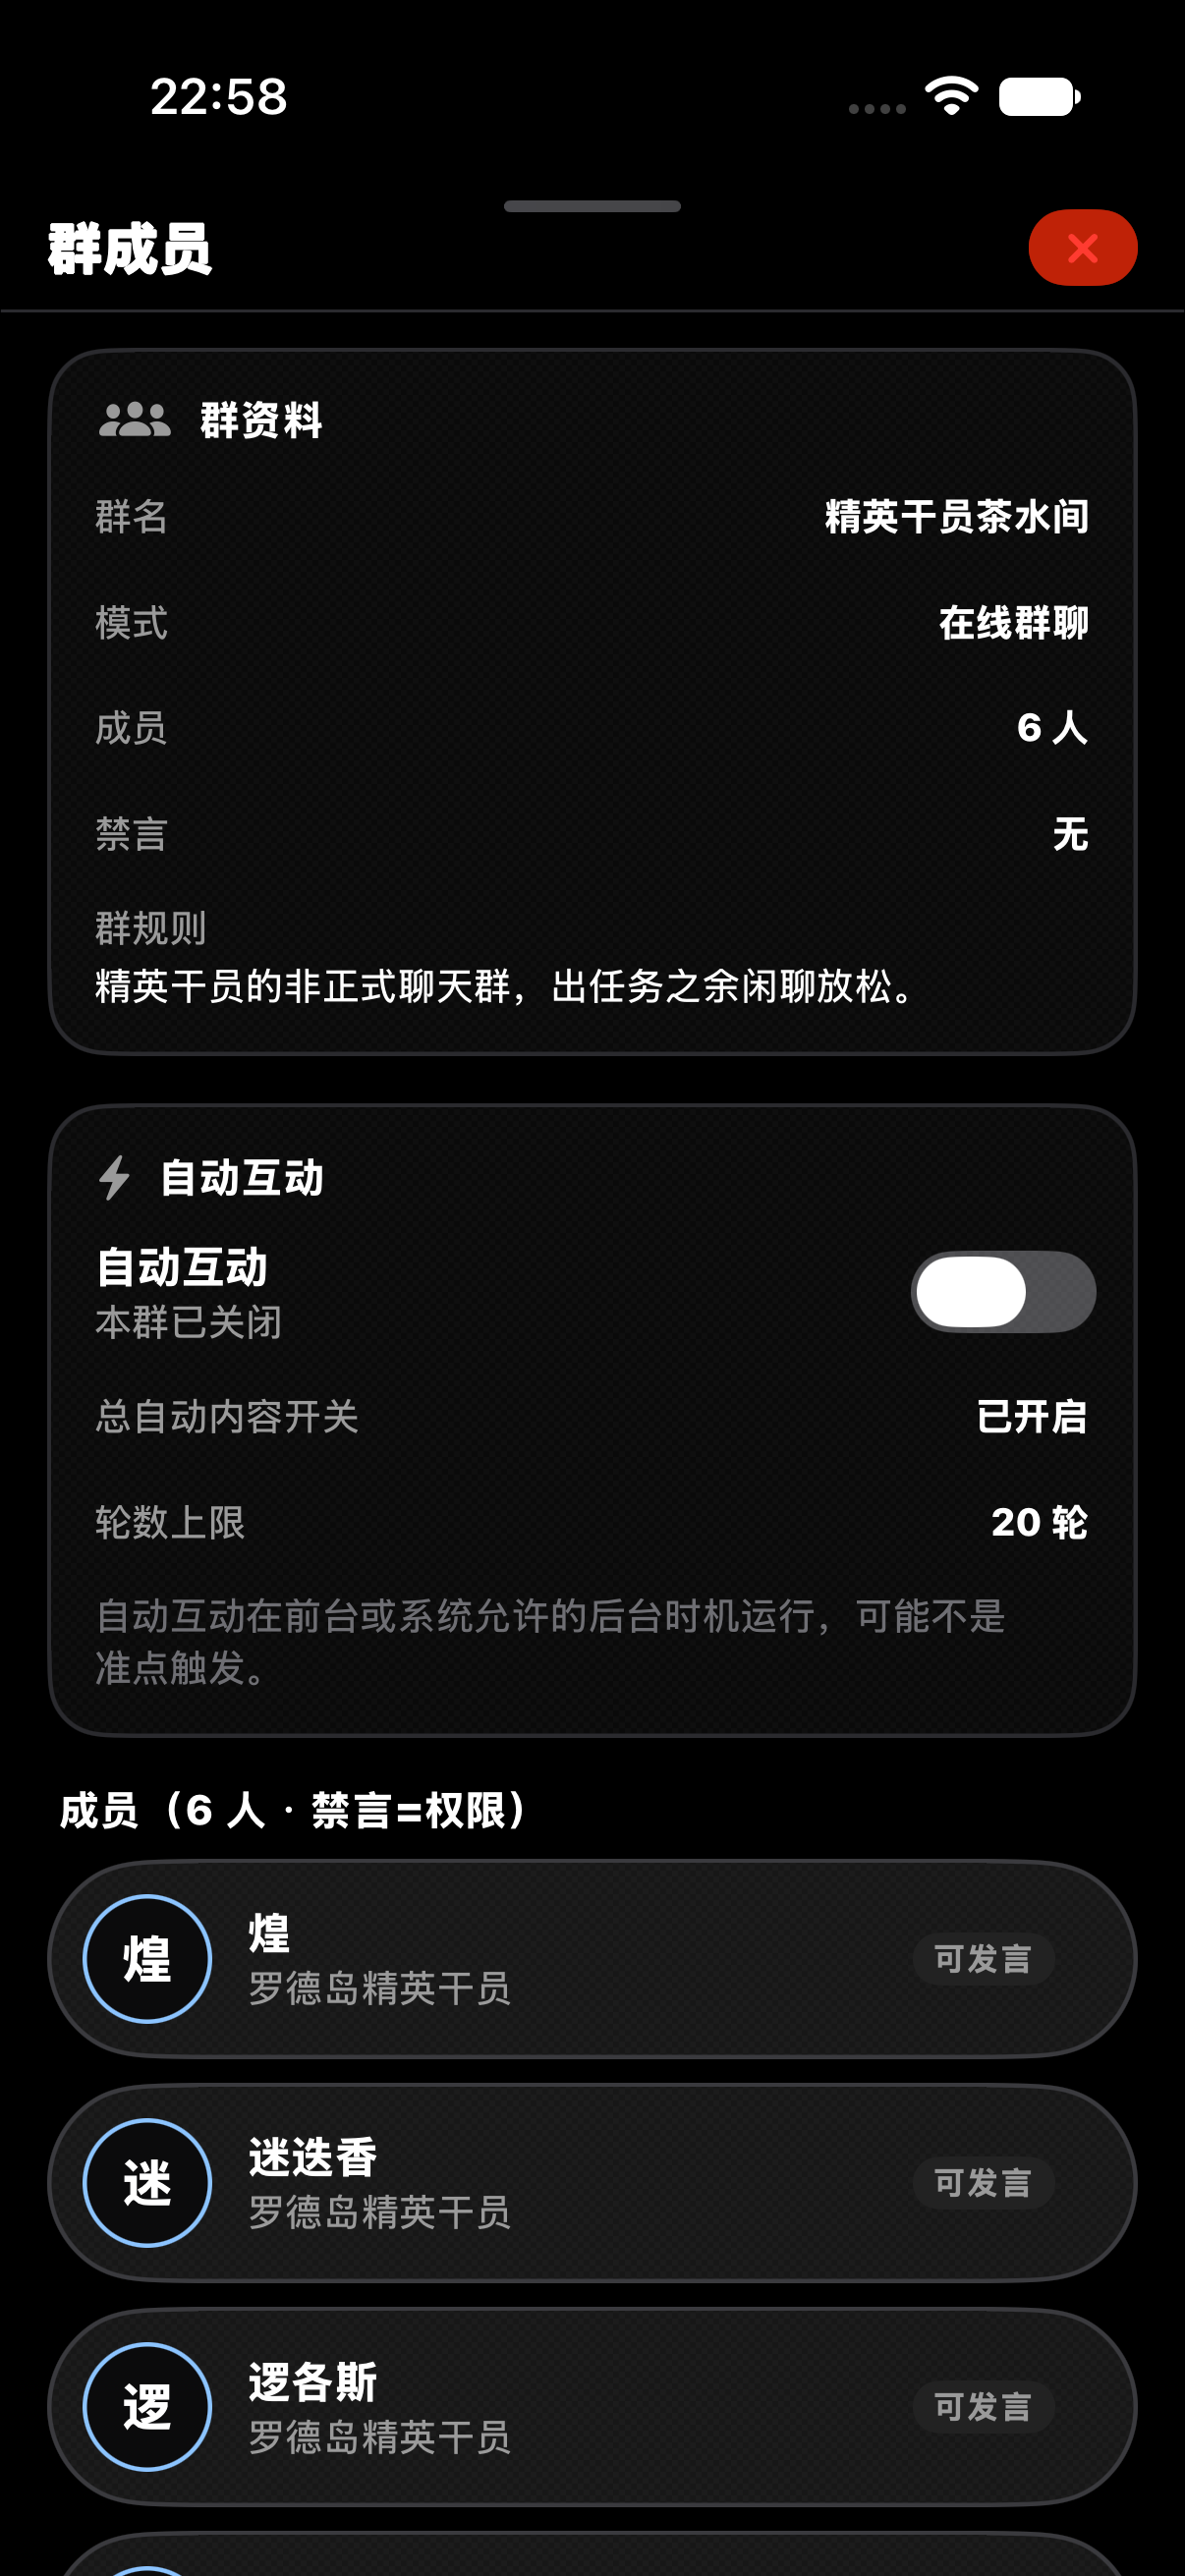 22:58
群成员
群资料
群名 精英干员茶水间
模式 在线群聊
成员 6 人
禁言 无
群规则
精英干员的非正式聊天群，出任务之余闲聊放松。
自动互动
自动互动
本群已关闭
总自动内容开关 已开启
轮数上限 20 轮
自动互动在前台或系统允许的后台时机运行，可能不是
准点触发。
成员（6 人 · 禁言=权限）
煌 煌
罗德岛精英干员
可发言
迷 迷迭香
罗德岛精英干员
可发言
逻 逻各斯
罗德岛精英干员
可发言